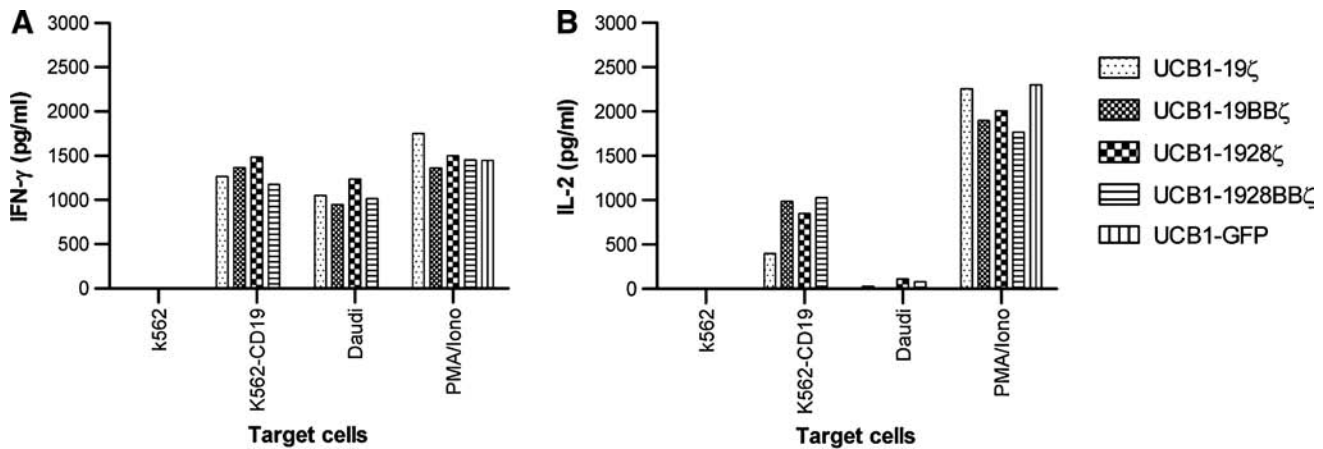 A
3000
2500
2000
1500
1000
500
0
IFN-γ (pg/ml)
k562
K562-CD19
Daudi
PMA/Iono
Target cells
B
3000
2500
2000
1500
1000
500
0
IL-2 (pg/ml)
k562
K562-CD19
Daudi
PMA/Iono
Target cells
UCB1-19ζ
UCB1-19BBζ
UCB1-1928ζ
UCB1-1928BBζ
UCB1-GFP